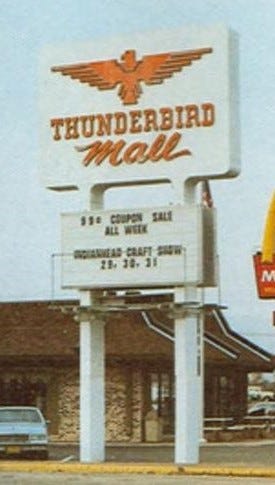 THUNDERBIRD
Mall
99¢ COUPON SALE
ALL WEEK
INDIANHEAD CRAFT SHOW
29, 30, 31
M